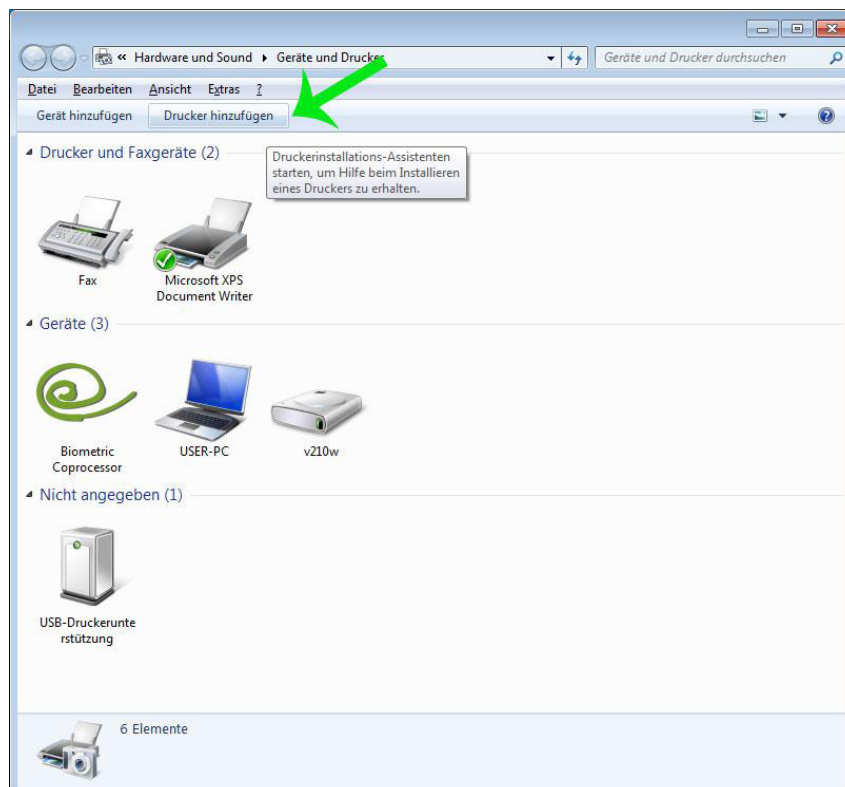 « Hardware und Sound ▸ Geräte und Drucker
Geräte und Drucker durchsuchen
Datei Bearbeiten Ansicht Extras ?
Gerät hinzufügen Drucker hinzufügen
Drucker und Faxgeräte (2)
Druckerinstallations-Assistenten
starten, um Hilfe beim Installieren
eines Druckers zu erhalten.
Fax
Microsoft XPS
Document Writer
Geräte (3)
Biometric
Coprocessor
USER-PC
v210w
Nicht angegeben (1)
USB-Druckerunte
rstützung
6 Elemente